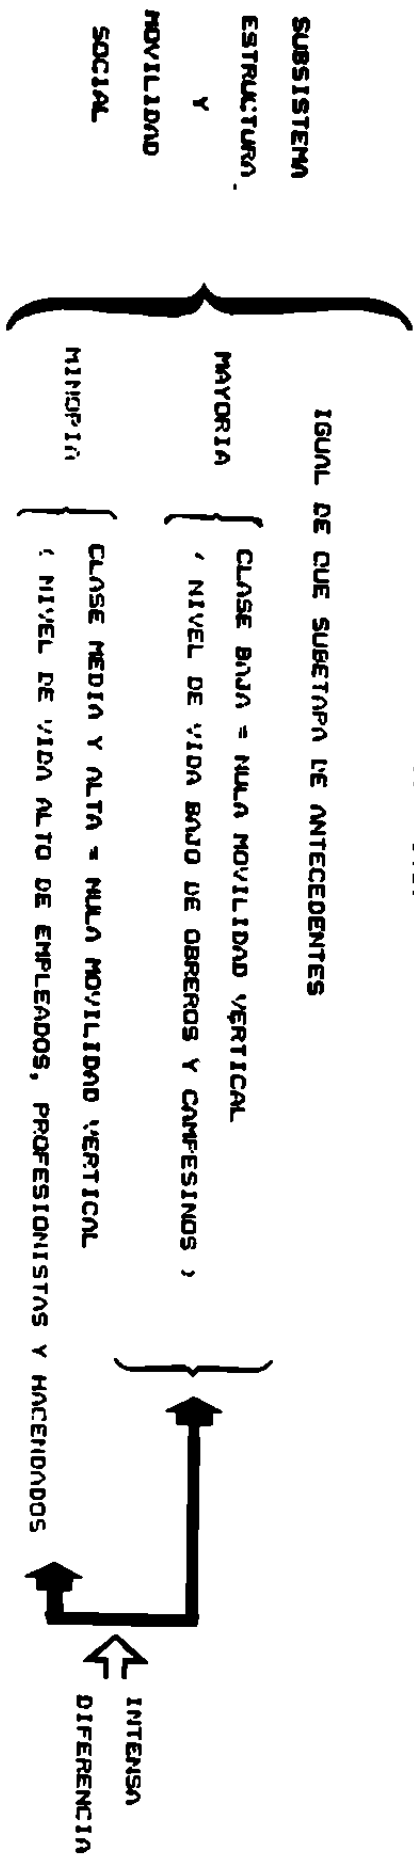 SUBSISTEMA
ESTRUCTURA
Y
MOVILIDAD
SOCIAL
IGUAL DE QUE SUBETAPA DE ANTECEDENTES
MAYORIA
CLASE BAJA = NULA MOVILIDAD VERTICAL
( NIVEL DE VIDA BAJO DE OBREROS Y CAMPESINOS )
MINORIA
CLASE MEDIA Y ALTA = NULA MOVILIDAD VERTICAL
( NIVEL DE VIDA ALTO DE EMPLEADOS, PROFESIONISTAS Y HACENDADOS
INTENSA
DIFERENCIA